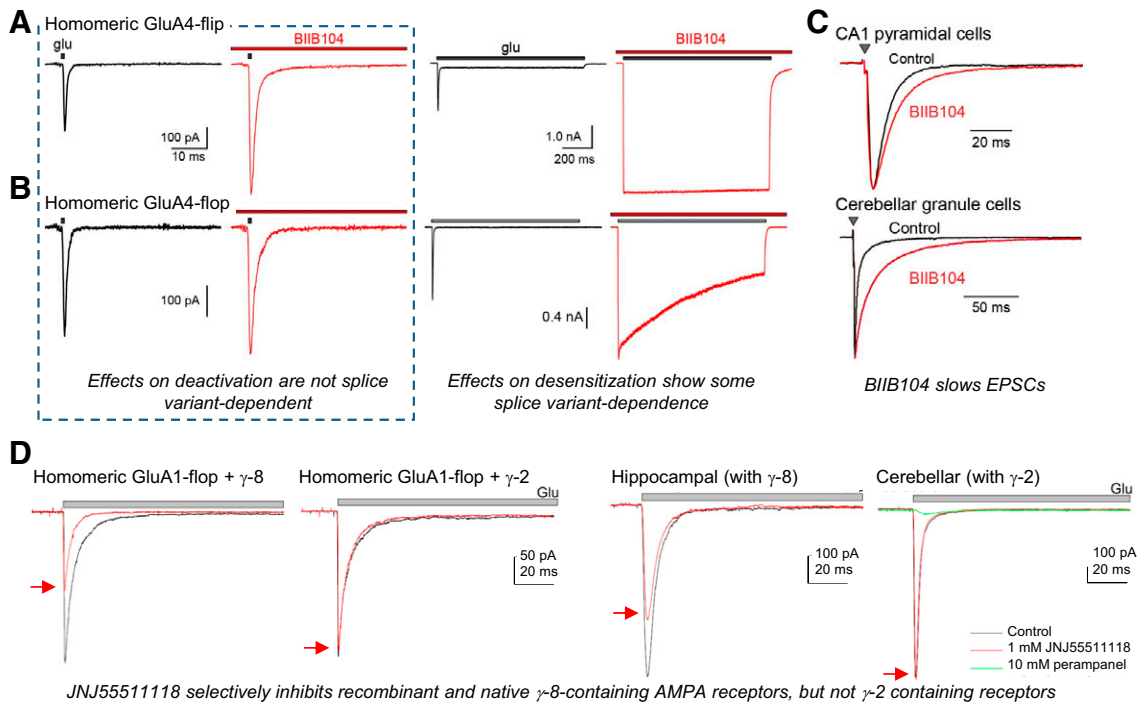 A
Homomeric GluA4-flip
glu
BIIB104
100 pA
10 ms
glu
BIIB104
1.0 nA
200 ms
B
Homomeric GluA4-flop
100 pA
0.4 nA
Effects on deactivation are not splice
variant-dependent
Effects on desensitization show some
splice variant-dependence
C
CA1 pyramidal cells
Control
BIIB104
20 ms
Cerebellar granule cells
Control
BIIB104
50 ms
BIIB104 slows EPSCs
D
Homomeric GluA1-flop + γ-8
Homomeric GluA1-flop + γ-2
Glu
50 pA
20 ms
Hippocampal (with γ-8)
100 pA
20 ms
Cerebellar (with γ-2)
Glu
100 pA
20 ms
Control
1 mM JNJ55511118
10 mM perampanel
JNJ55511118 selectively inhibits recombinant and native γ-8-containing AMPA receptors, but not γ-2 containing receptors